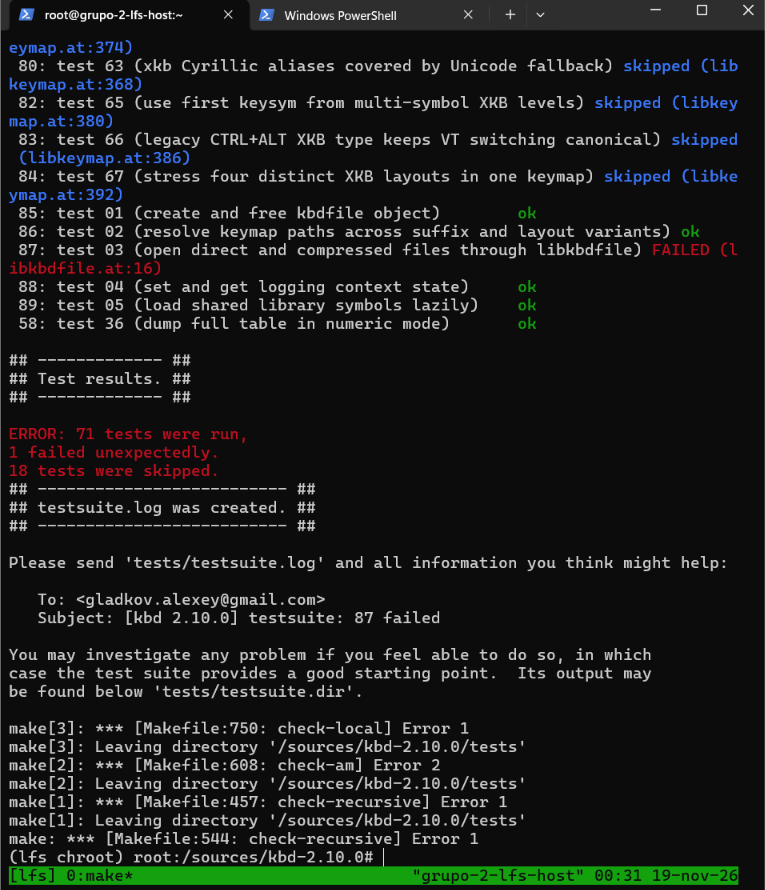 root@grupo-2-lfs-host:~
Windows PowerShell
eymap.at:374)
80: test 63 (xkb Cyrillic aliases covered by Unicode fallback) skipped (lib
keymap.at:368)
82: test 65 (use first keysym from multi-symbol XKB levels) skipped (libkey
map.at:380)
83: test 66 (legacy CTRL+ALT XKB type keeps VT switching canonical) skipped
(libkeymap.at:386)
84: test 67 (stress four distinct XKB layouts in one keymap) skipped (libke
ymap.at:392)
85: test 01 (create and free kbdfile object) ok
86: test 02 (resolve keymap paths across suffix and layout variants) ok
87: test 03 (open direct and compressed files through libkbdfile) FAILED (l
ibkbdfile.at:16)
88: test 04 (set and get logging context state) ok
89: test 05 (load shared library symbols lazily) ok
58: test 36 (dump full table in numeric mode) ok
## ------------- ##
## Test results. ##
## ------------- ##
ERROR: 71 tests were run,
1 failed unexpectedly.
18 tests were skipped.
## -------------------------- ##
## testsuite.log was created. ##
## -------------------------- ##
Please send 'tests/testsuite.log' and all information you think might help:
To: <gladkov.alexey@gmail.com>
Subject: [kbd 2.10.0] testsuite: 87 failed
You may investigate any problem if you feel able to do so, in which
case the test suite provides a good starting point.  Its output may
be found below 'tests/testsuite.dir'.
make[3]: *** [Makefile:750: check-local] Error 1
make[3]: Leaving directory '/sources/kbd-2.10.0/tests'
make[2]: *** [Makefile:608: check-am] Error 2
make[2]: Leaving directory '/sources/kbd-2.10.0/tests'
make[1]: *** [Makefile:457: check-recursive] Error 1
make[1]: Leaving directory '/sources/kbd-2.10.0/tests'
make: *** [Makefile:544: check-recursive] Error 1
(lfs chroot) root:/sources/kbd-2.10.0#
[lfs] 0:make* "grupo-2-lfs-host" 00:31 19-nov-26